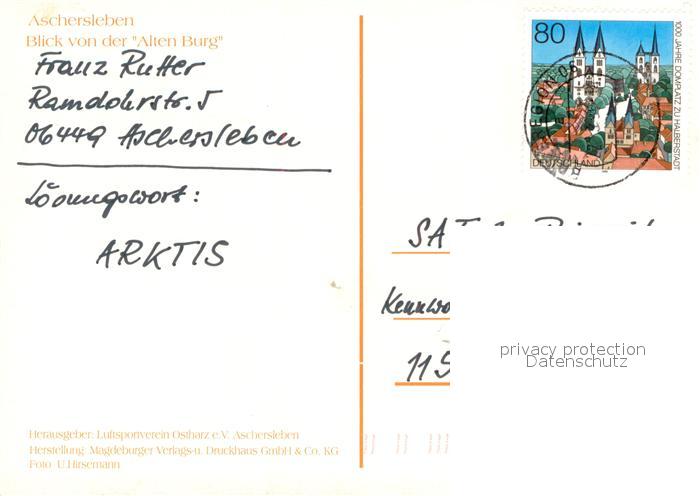 Aschersleben
Blick von der "Alten Burg"
Franz Rutter
Ramdohrstr. 5
06449 Aschersleben
Lösungswort:
ARKTIS
Herausgeber: Luftsportverein Ostharz e.V. Aschersleben
Herstellung: Magdeburger Verlags-u. Druckhaus GmbH & Co. KG
Foto U.Hirsemann
80
1000 JAHRE DOMPLATZ ZU HALBERSTADT
DEUTSCHLAND
SAT
Kennwo
115
privacy protection
Datenschutz